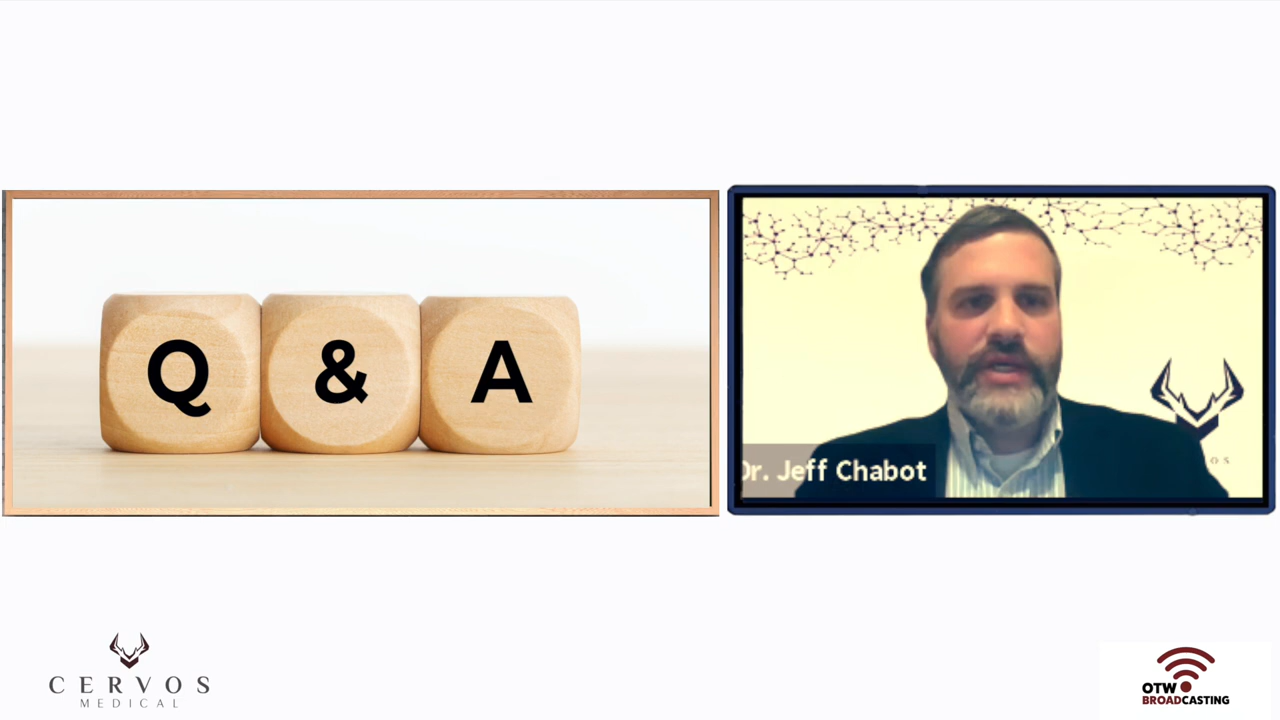 Q & A
Dr. Jeff Chabot
CERVOS
MEDICAL
OTW
BROADCASTING